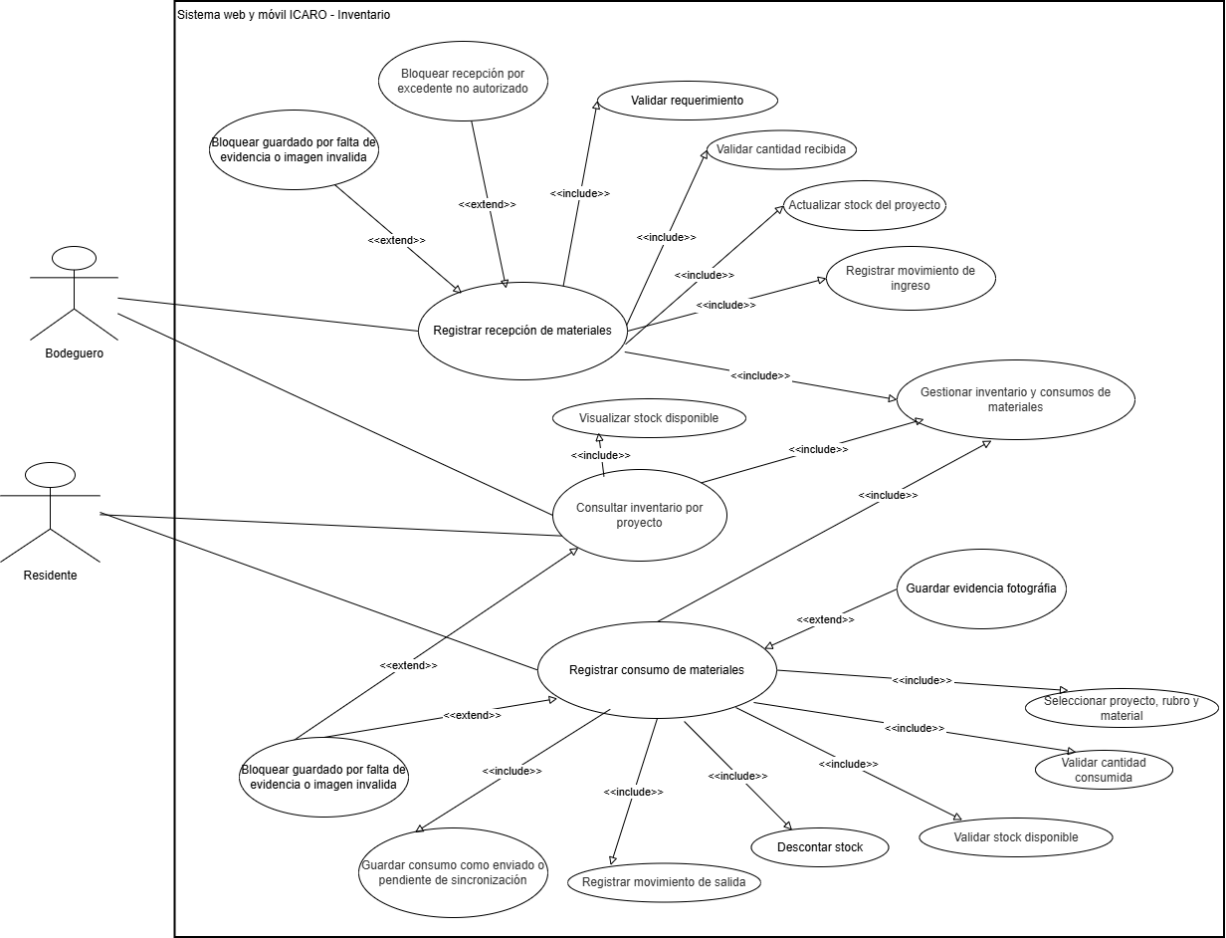 Sistema web y móvil ICARO - Inventario
Bloquear recepción por
excedente no autorizado
Validar requerimiento
Bloquear guardado por falta de
evidencia o imagen invalida
Validar cantidad recibida
<<include>>
<<extend>>
Actualizar stock del proyecto
<<extend>>
<<include>>
Registrar movimiento de
ingreso
<<include>>
<<include>>
Registrar recepción de materiales
Bodeguero
<<include>>
Gestionar inventario y consumos de
materiales
Visualizar stock disponible
<<include>>
<<include>>
<<include>>
Consultar inventario por
proyecto
Residente
Guardar evidencia fotográfia
<<extend>>
<<extend>>
Registrar consumo de materiales
<<include>>
Seleccionar proyecto, rubro y
material
<<extend>>
<<include>>
Bloquear guardado por falta de
evidencia o imagen invalida
<<include>>
<<include>>
<<include>>
<<include>>
Validar cantidad
consumida
Validar stock disponible
Descontar stock
Guardar consumo como enviado o
pendiente de sincronización
Registrar movimiento de salida